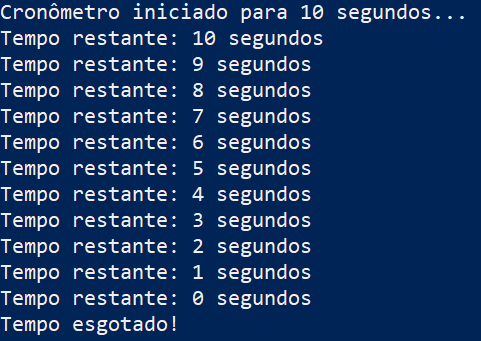 Cronômetro iniciado para 10 segundos...
Tempo restante: 10 segundos
Tempo restante: 9 segundos
Tempo restante: 8 segundos
Tempo restante: 7 segundos
Tempo restante: 6 segundos
Tempo restante: 5 segundos
Tempo restante: 4 segundos
Tempo restante: 3 segundos
Tempo restante: 2 segundos
Tempo restante: 1 segundos
Tempo restante: 0 segundos
Tempo esgotado!